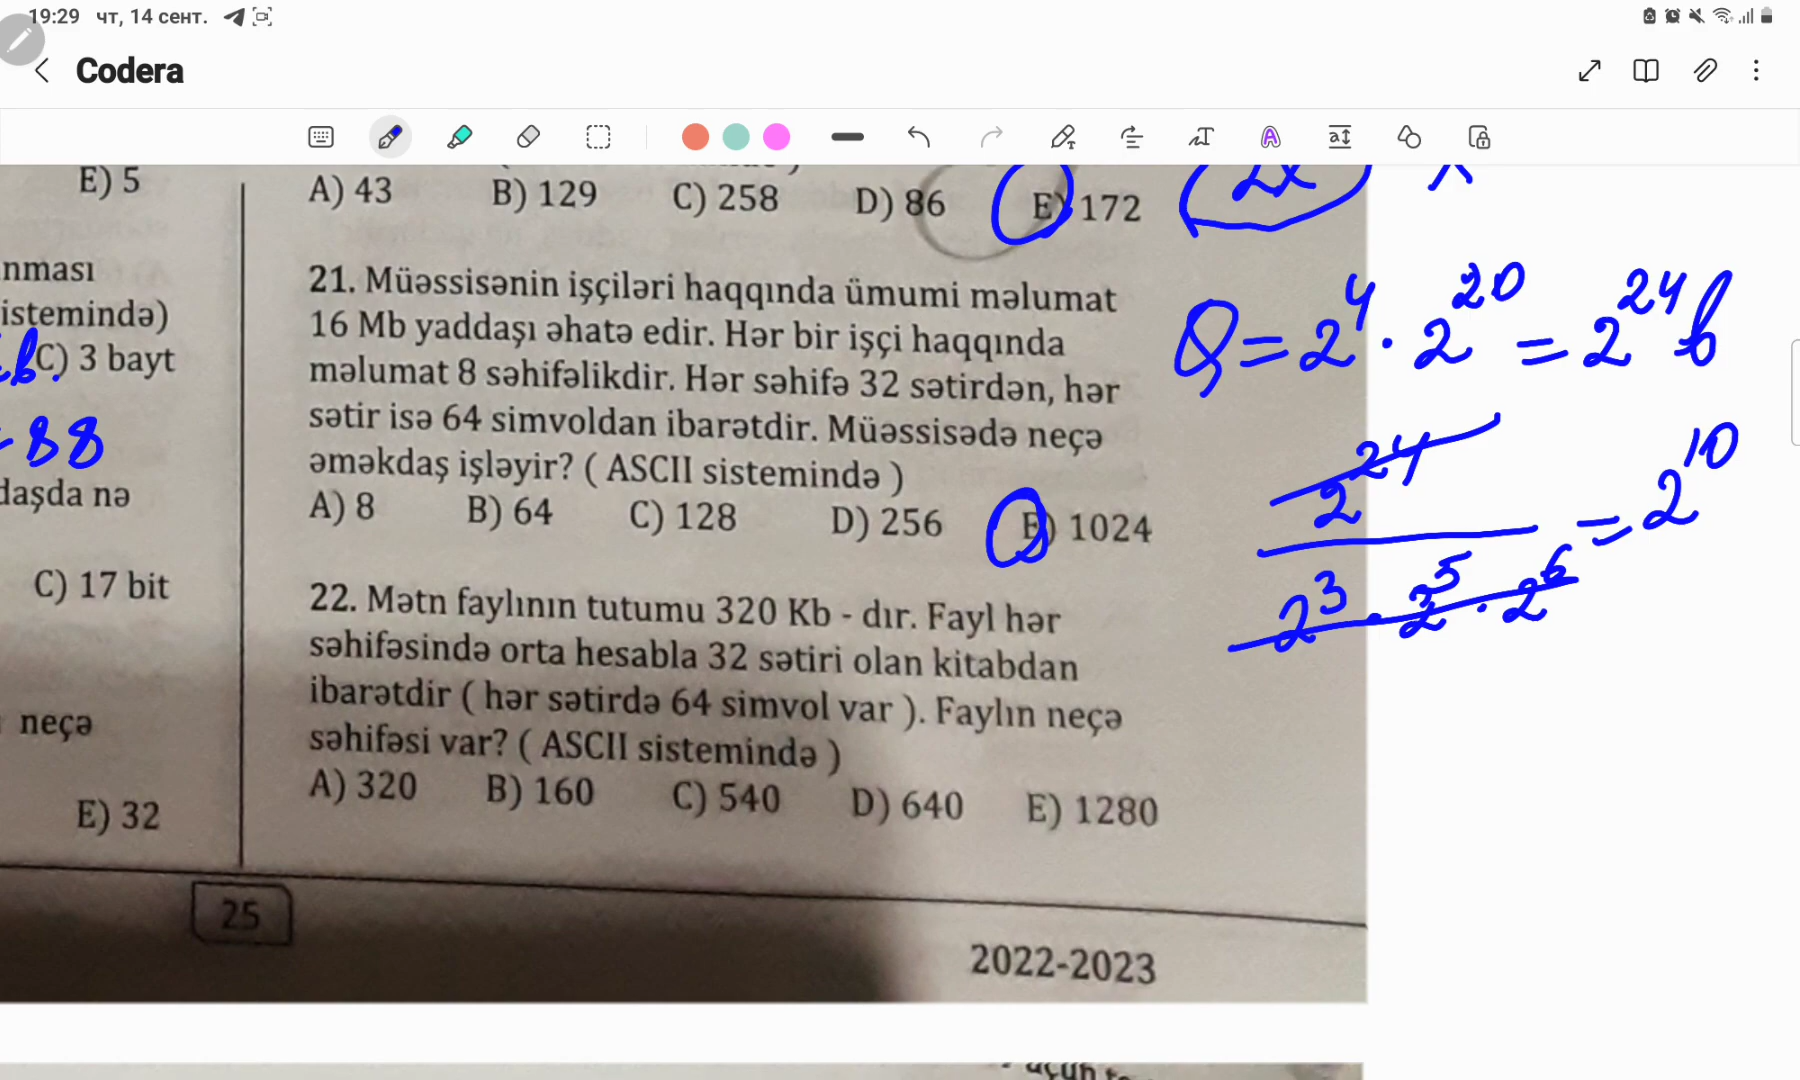 19:29 чт, 14 сент.
Codera
E) 5
nması
istemində)
b. C) 3 bayt
88
daşda nə
C) 17 bit
neçə
E) 32
A) 43 B) 129 C) 258 D) 86 E) 172
2x
21. Müəssisənin işçiləri haqqında ümumi məlumat
16 Mb yaddaşı əhatə edir. Hər bir işçi haqqında
məlumat 8 səhifəlikdir. Hər səhifə 32 sətirdən, hər
sətir isə 64 simvoldan ibarətdir. Müəssisədə neçə
əməkdaş işləyir? ( ASCII sistemində )
A) 8 B) 64 C) 128 D) 256 E) 1024
22. Mətn faylının tutumu 320 Kb - dır. Fayl hər
səhifəsində orta hesabla 32 sətiri olan kitabdan
ibarətdir ( hər sətirdə 64 simvol var ). Faylın neçə
səhifəsi var? ( ASCII sistemində )
A) 320 B) 160 C) 540 D) 640 E) 1280
Q = 2⁴ · 2²⁰ = 2²⁴ b
2²⁴
= 2¹⁰
2³ · 2⁵ · 2⁶
25
2022-2023